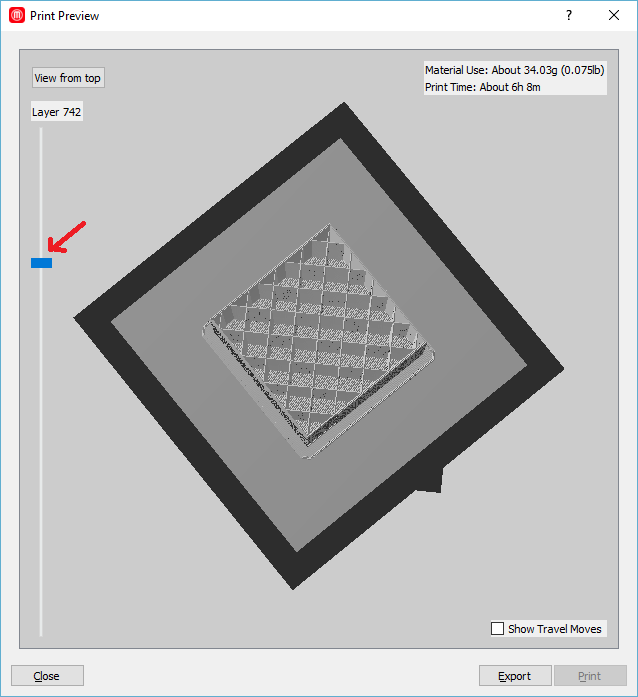 Print Preview
?
View from top
Material Use: About 34.03g (0.075lb)
Print Time: About 6h 8m
Layer 742
Show Travel Moves
Close
Export
Print